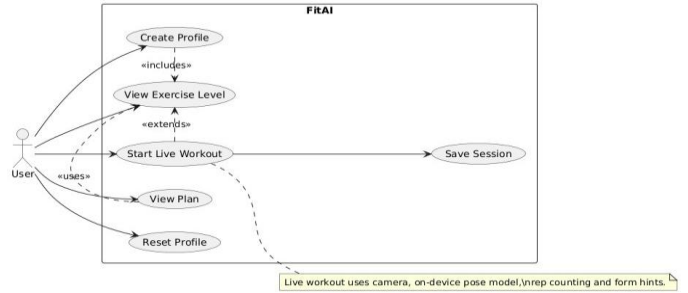 FitAI
Create Profile
«includes»
View Exercise Level
«extends»
Start Live Workout
Save Session
User
«uses»
View Plan
Reset Profile
Live workout uses camera, on-device pose model,\nrep counting and form hints.